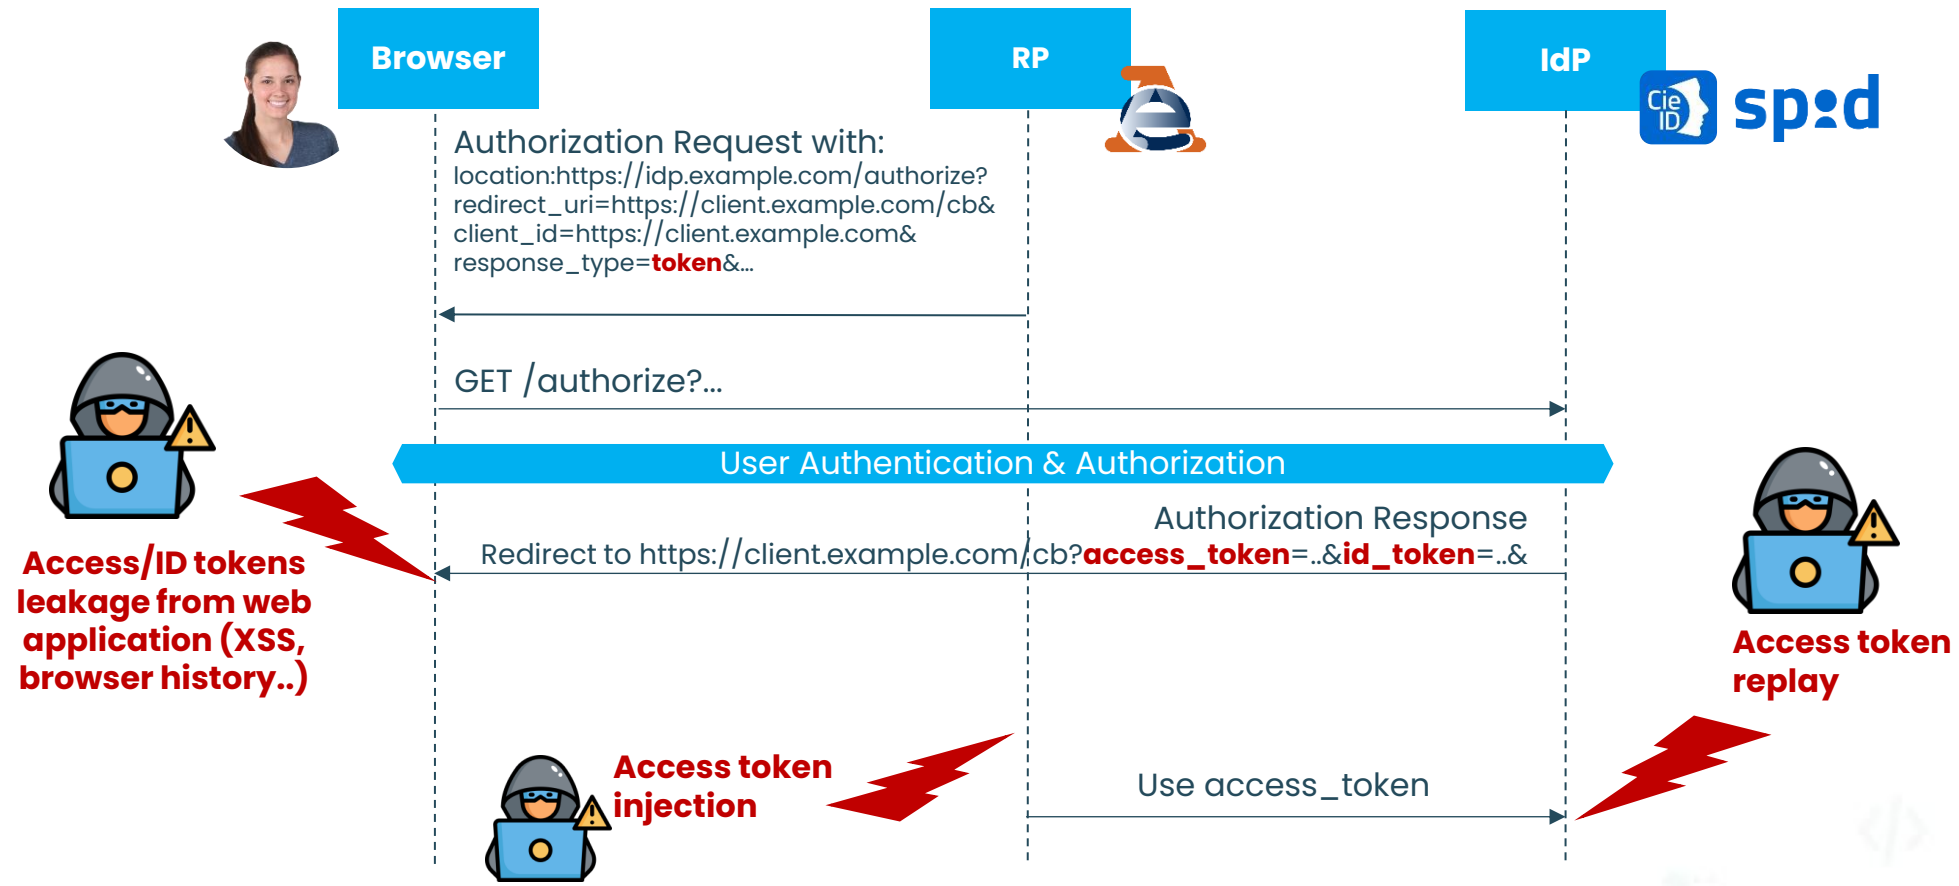 Browser
RP
IdP
Cie
ID
spid
Authorization Request with:
location:https://idp.example.com/authorize?
redirect_uri=https://client.example.com/cb&
client_id=https://client.example.com&
response_type=token&...
GET /authorize?...
User Authentication & Authorization
Authorization Response
Redirect to https://client.example.com/cb?access_token=..&id_token=..&
Access/ID tokens
leakage from web
application (XSS,
browser history..)
Access token
replay
Access token
injection
Use access_token